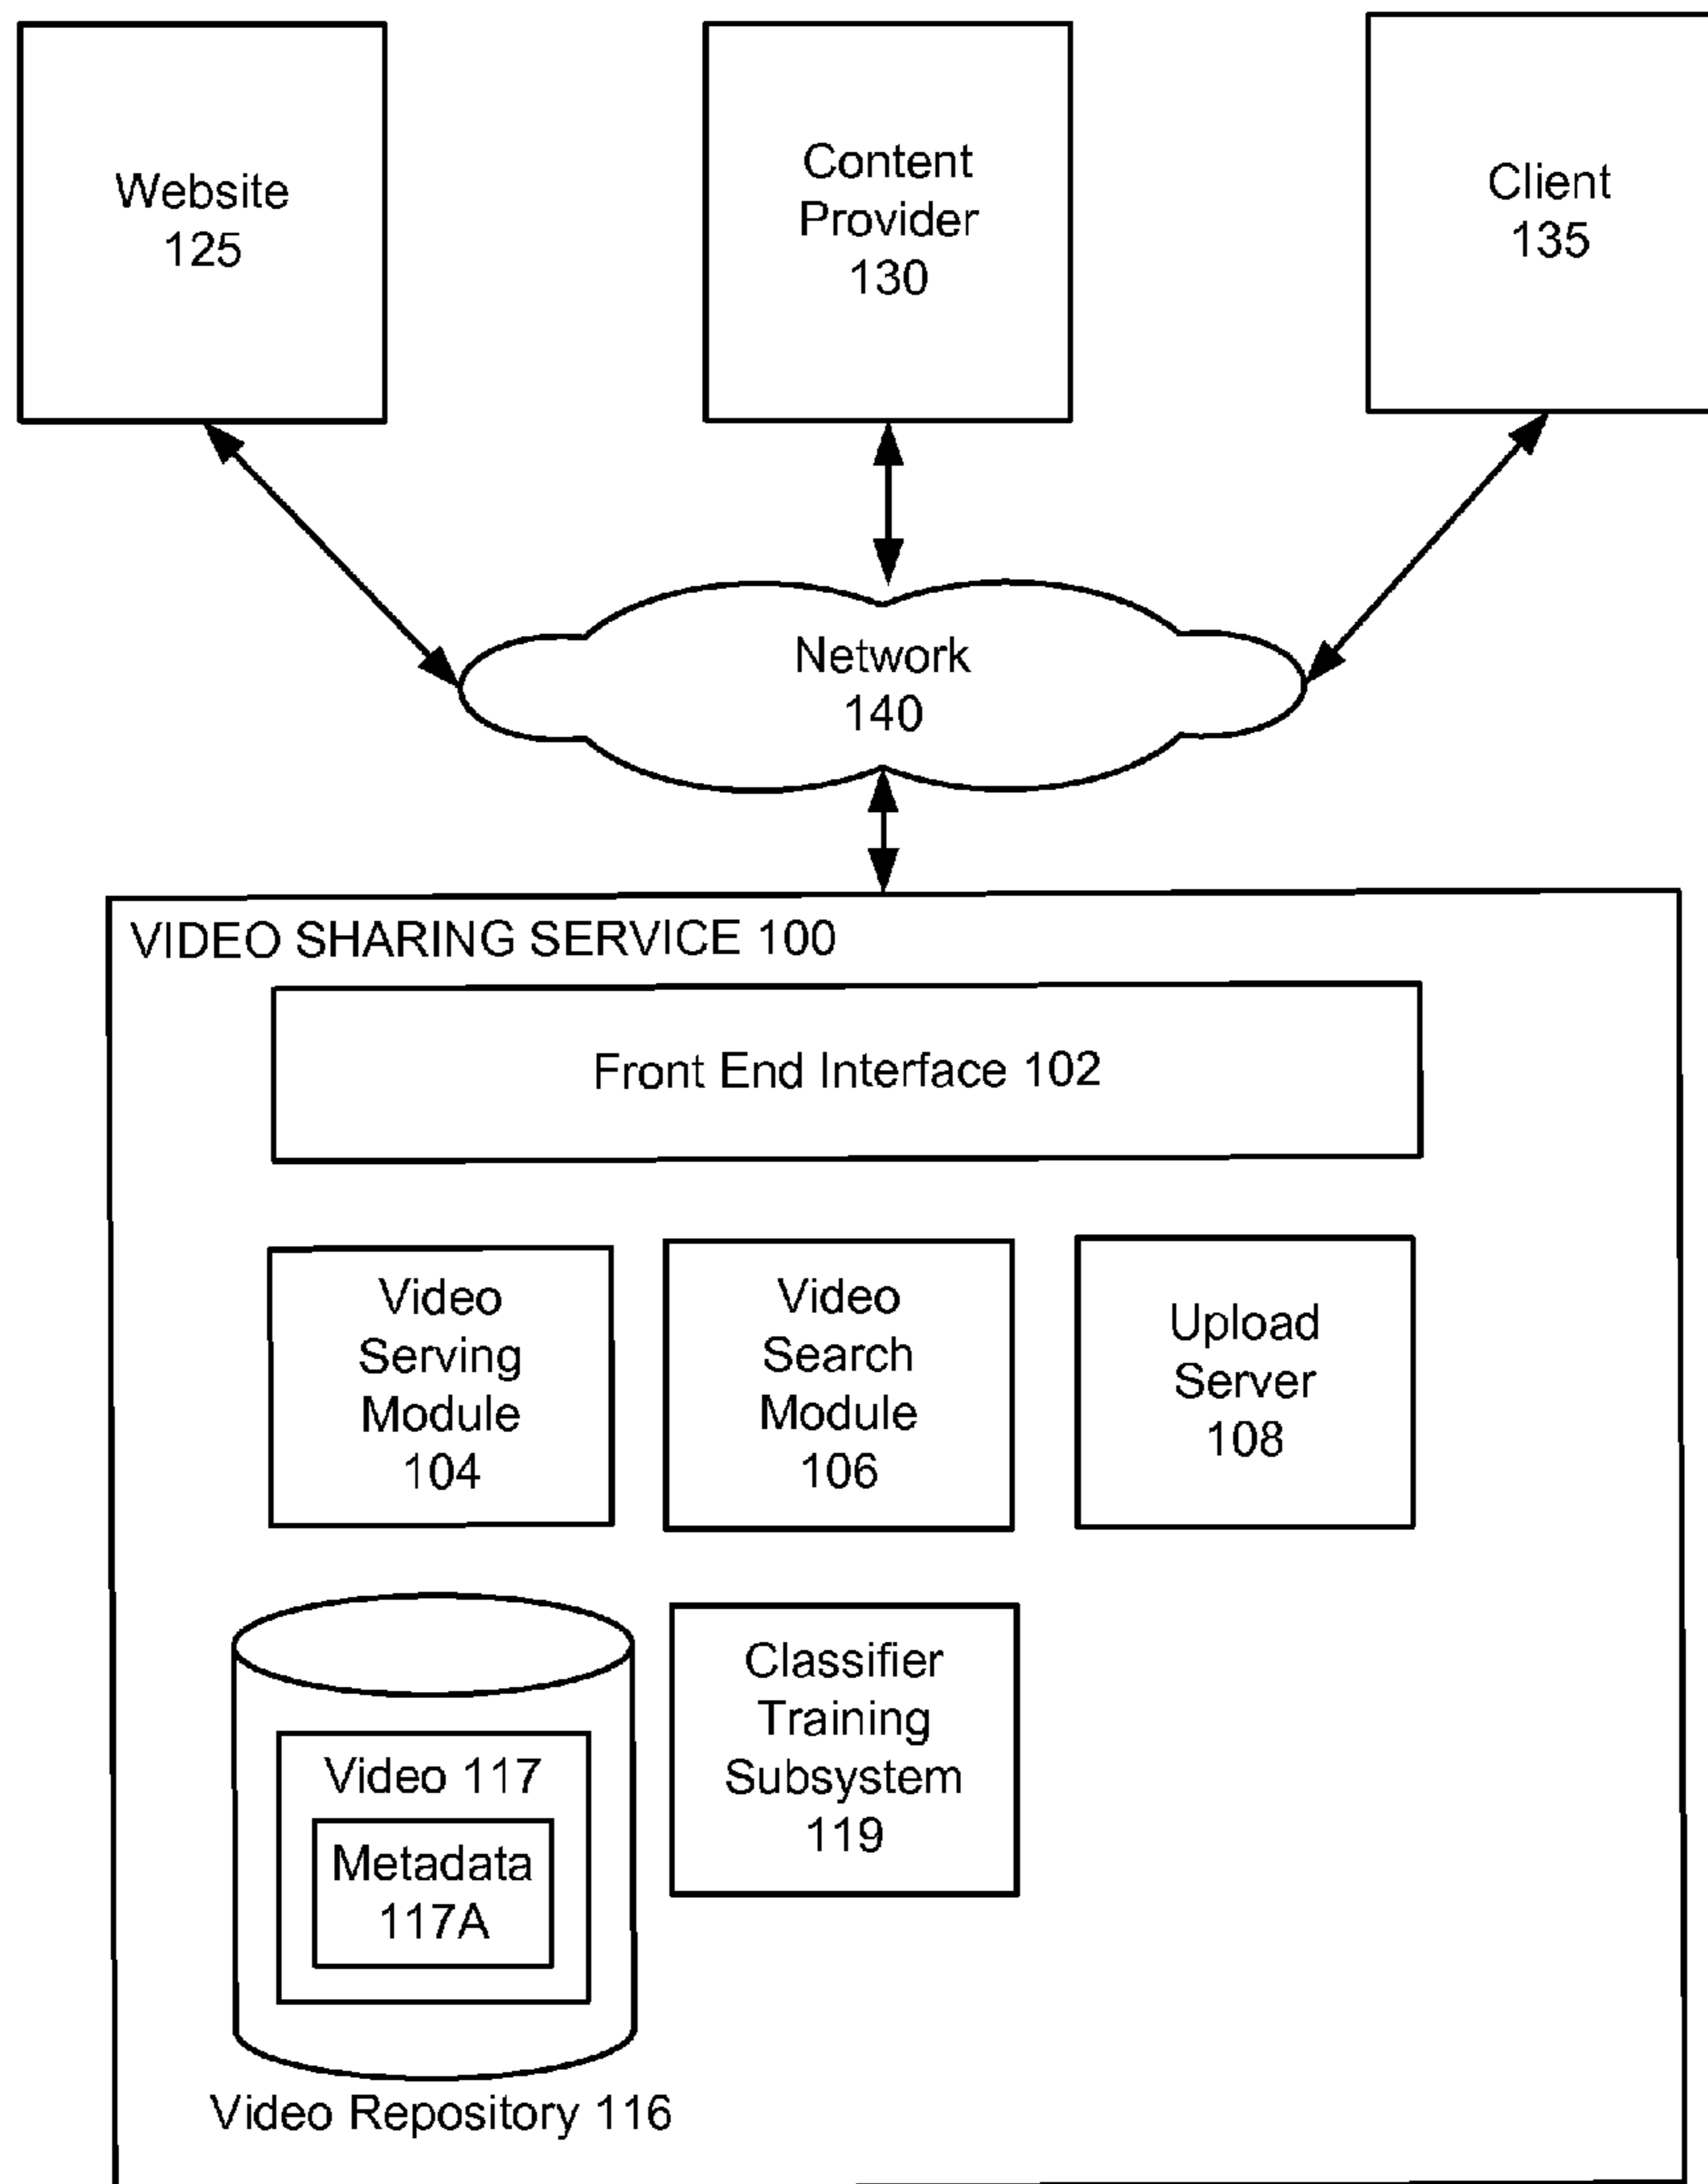 Website
125
Content
Provider
130
Client
135
Network
140
VIDEO SHARING SERVICE 100
Front End Interface 102
Video
Serving
Module
104
Video
Search
Module
106
Upload
Server
108
Video 117
Metadata
117A
Video Repository 116
Classifier
Training
Subsystem
119